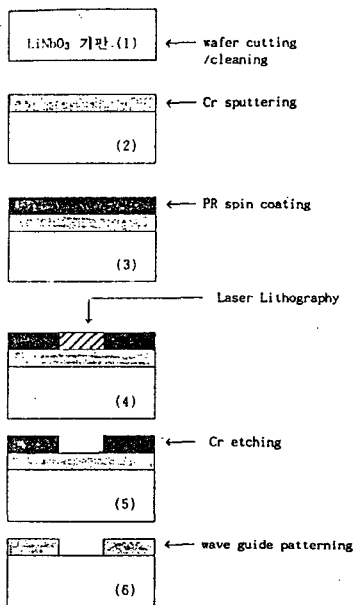 LiNbO₃ 기판 (1)
wafer cutting
/cleaning
Cr sputtering
(2)
PR spin coating
(3)
Laser Lithography
(4)
Cr etching
(5)
wave guide patterning
(6)